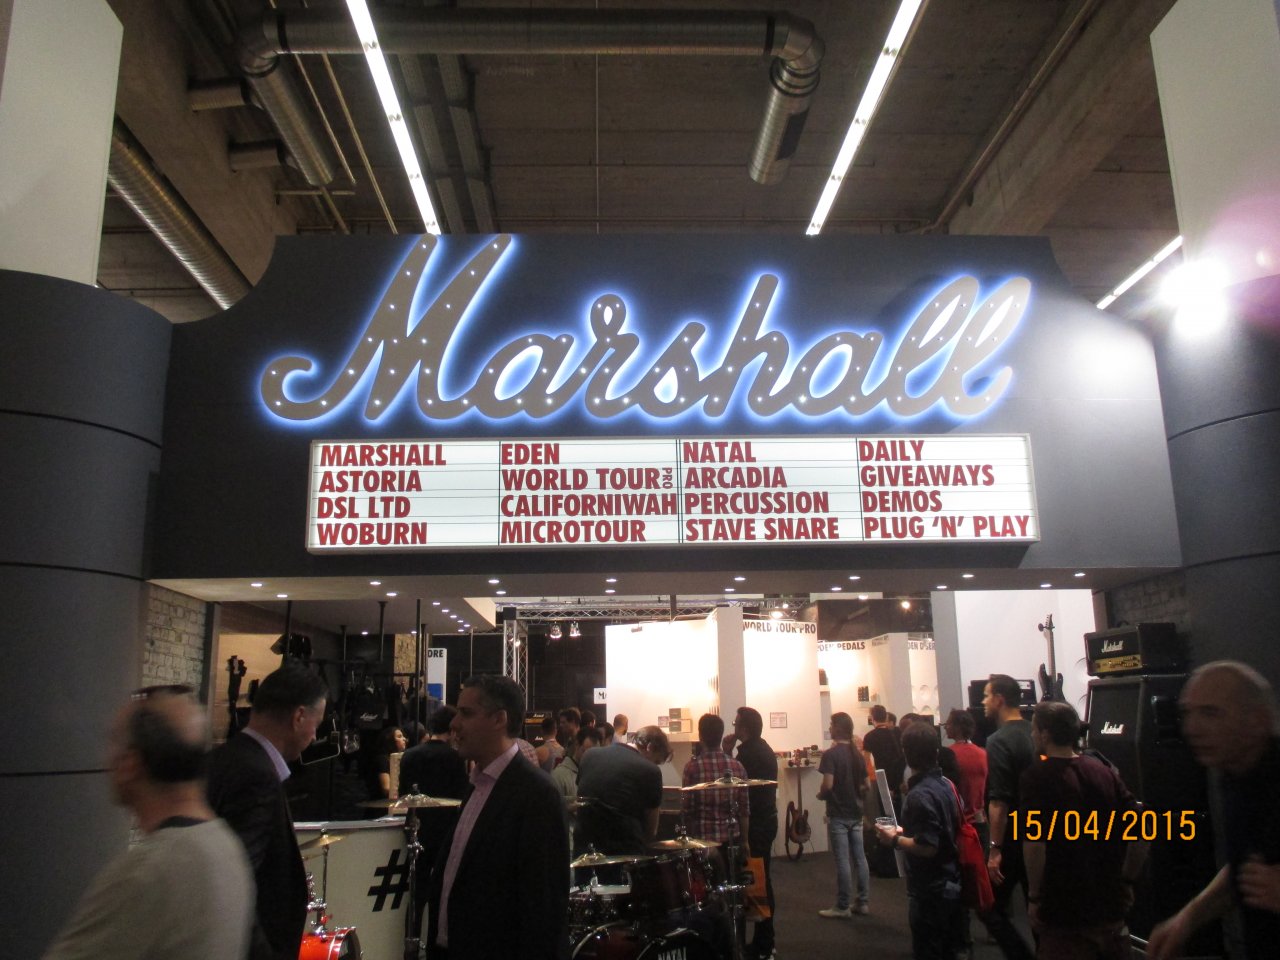 Marshall
MARSHALL
ASTORIA
DSL LTD
WOBURN
EDEN
WORLD TOUR PRO
CALIFORNIWAH
MICROTOUR
NATAL
ARCADIA
PERCUSSION
STAVE SNARE
DAILY
GIVEAWAYS
DEMOS
PLUG 'N' PLAY
WORLD TOUR PRO
PEDALS
Marshall
Marshall
#
NATAL
15/04/2015